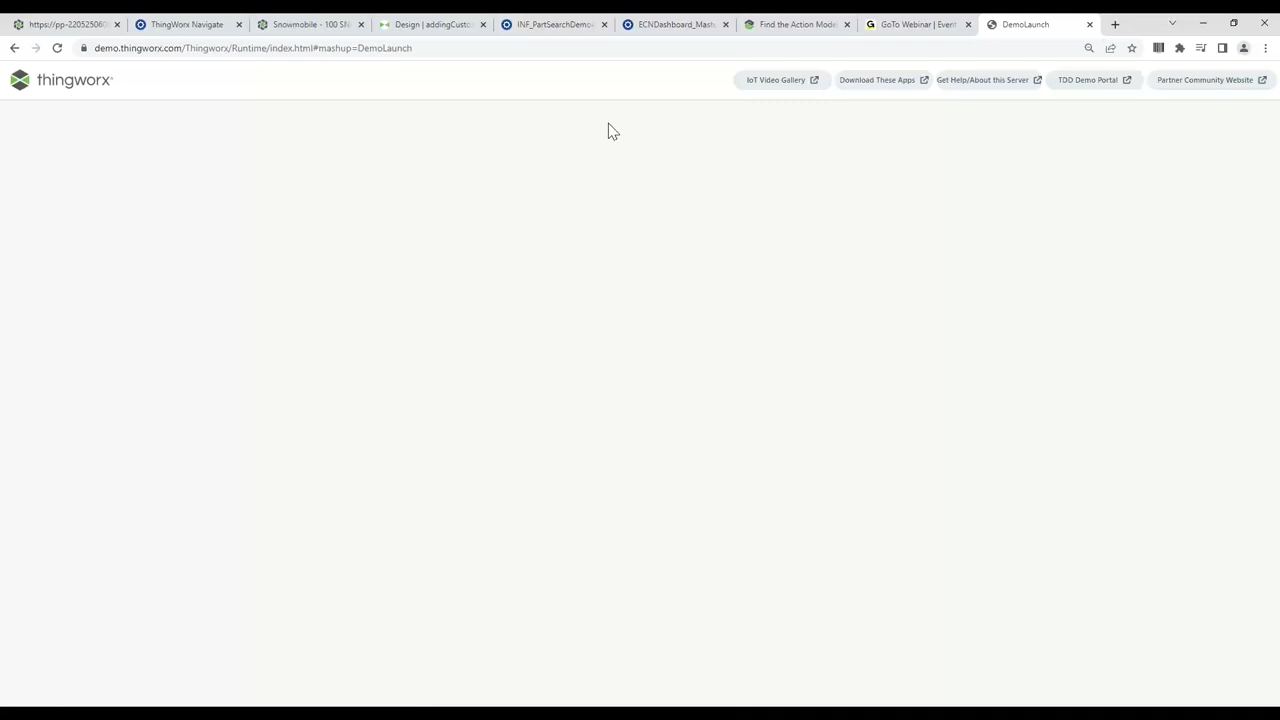 https://pp-22052506
ThingWorx Navigate
Snowmobile - 100 SN
Design | addingCusto
INF_PartSearchDemo
ECNDashboard_Mash
Find the Action Mode
GoTo Webinar | Event
DemoLaunch
demo.thingworx.com/Thingworx/Runtime/index.html#mashup=DemoLaunch
thingworx
IoT Video Gallery
Download These Apps
Get Help/About this Server
TDD Demo Portal
Partner Community Website